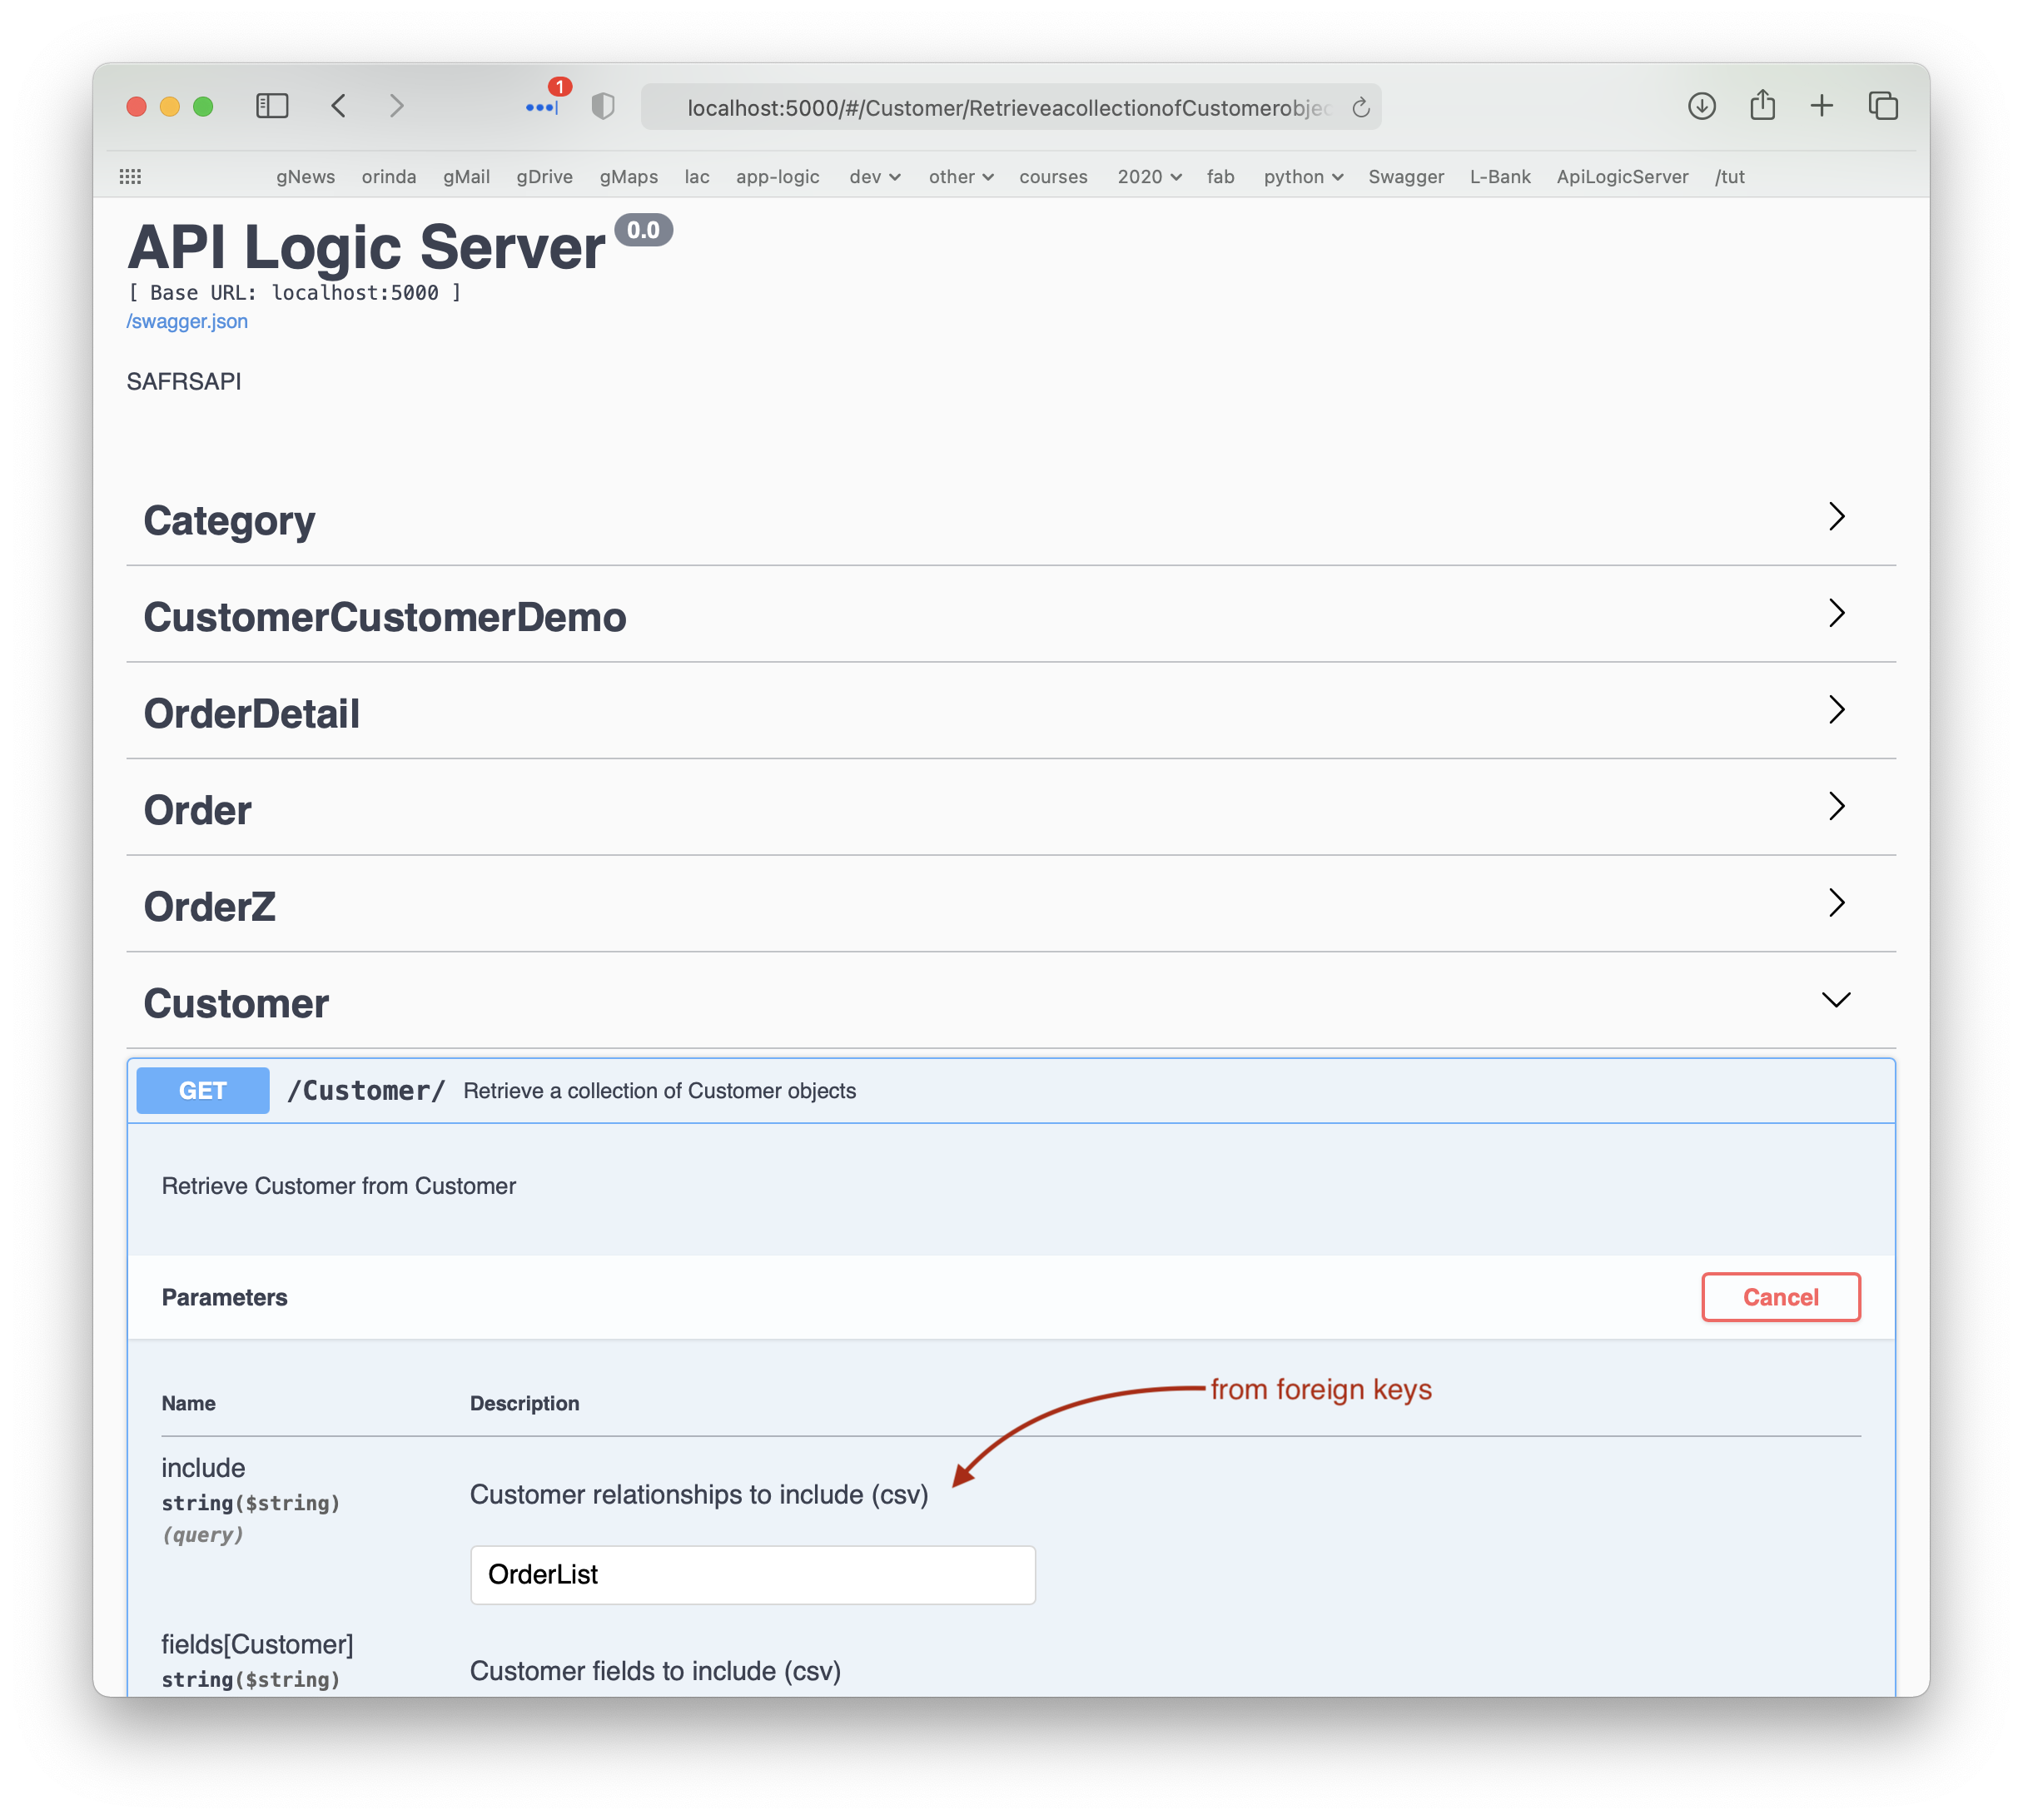 1
localhost:5000/#/Customer/RetrieveacollectionofCustomerobjec
gNews orinda gMail gDrive gMaps lac app-logic dev other courses 2020 fab python Swagger L-Bank ApiLogicServer /tut
API Logic Server 0.0
[ Base URL: localhost:5000 ]
/swagger.json
SAFRSAPI
Category
CustomerCustomerDemo
OrderDetail
Order
OrderZ
Customer
GET /Customer/ Retrieve a collection of Customer objects
Retrieve Customer from Customer
Parameters Cancel
from foreign keys
Name Description
include
Customer relationships to include (csv)
string($string)
(query)
OrderList
fields[Customer]
Customer fields to include (csv)
string($string)